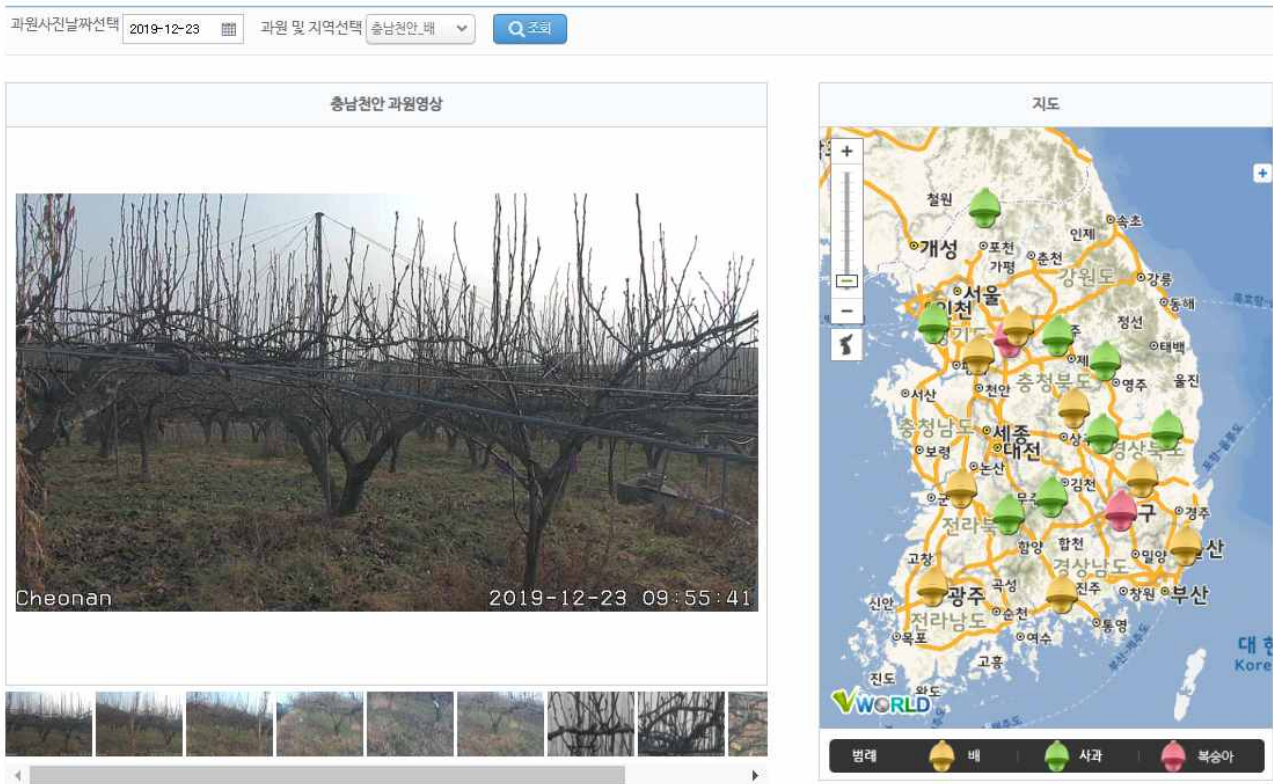 과원사진날짜선택 2019-12-23 과원 및 지역선택 충남천안_배 조회
충남천안 과원영상
Cheonan
2019-12-23 09:55:41
지도
+
−
철원
속초
인제
개성
포천
가평
춘천
강원도
강릉
서울
동해
인천
정선
태백
영주
울진
서산
천안
충청북도
충청남도
세종
대전
보령
경상북도
논산
김천
경주
전라북
함양
합천
밀양
고창
경상남도
광주
곡성
진주
창원
부산
신안
전라남도
순천
통영
목포
여수
고흥
진도
완도
대 한
Kore
VWORLD
범례 배 사과 복숭아